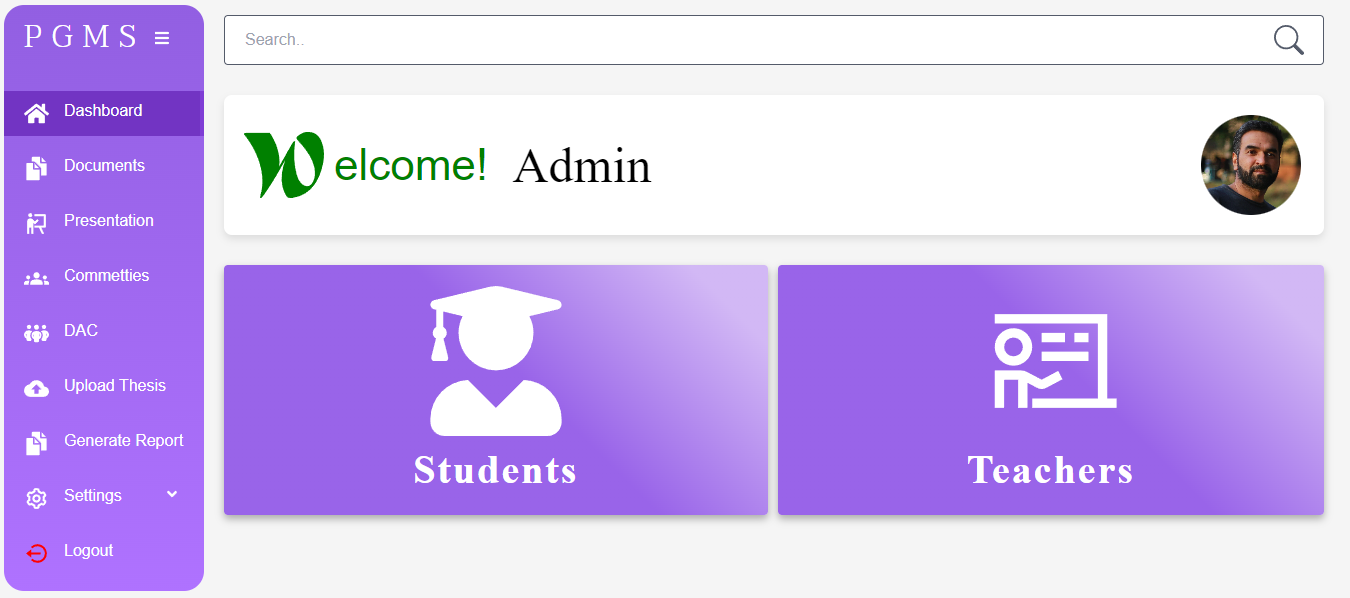 P G M S
Search..
Dashboard
Documents
Presentation
Commetties
DAC
Upload Thesis
Generate Report
Settings
Logout
Welcome! Admin
Students
Teachers